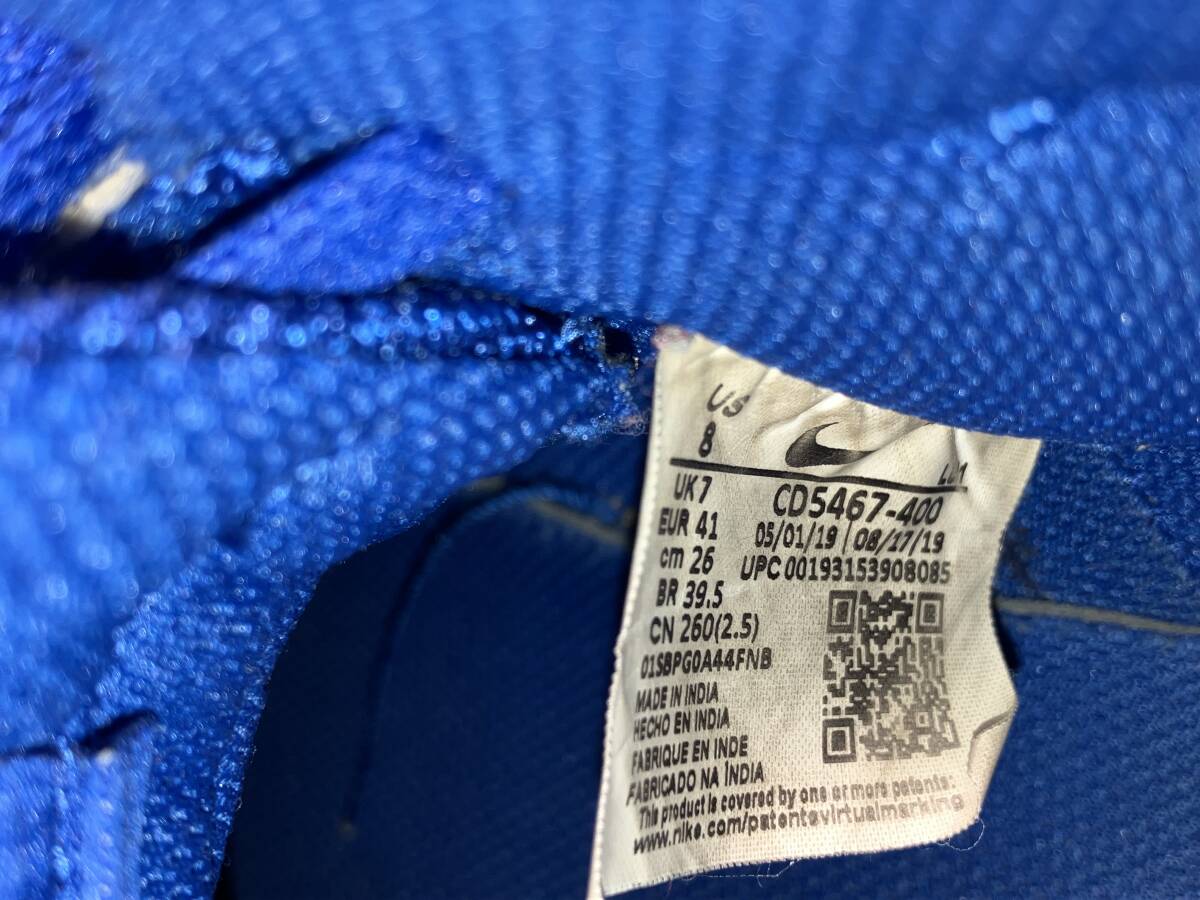 US
8
UK 7
EUR 41
cm 26
BR 39.5
CN 260(2.5)
01SBPG0A44FNB
CD5467-400
05/01/19 | 08/17/19
UPC 00193153908085
MADE IN INDIA
HECHO EN INDIA
FABRIQUE EN INDE
FABRICADO NA ÍNDIA
This product is covered by one or more patents:
www.nike.com/patentsvirtualmarking